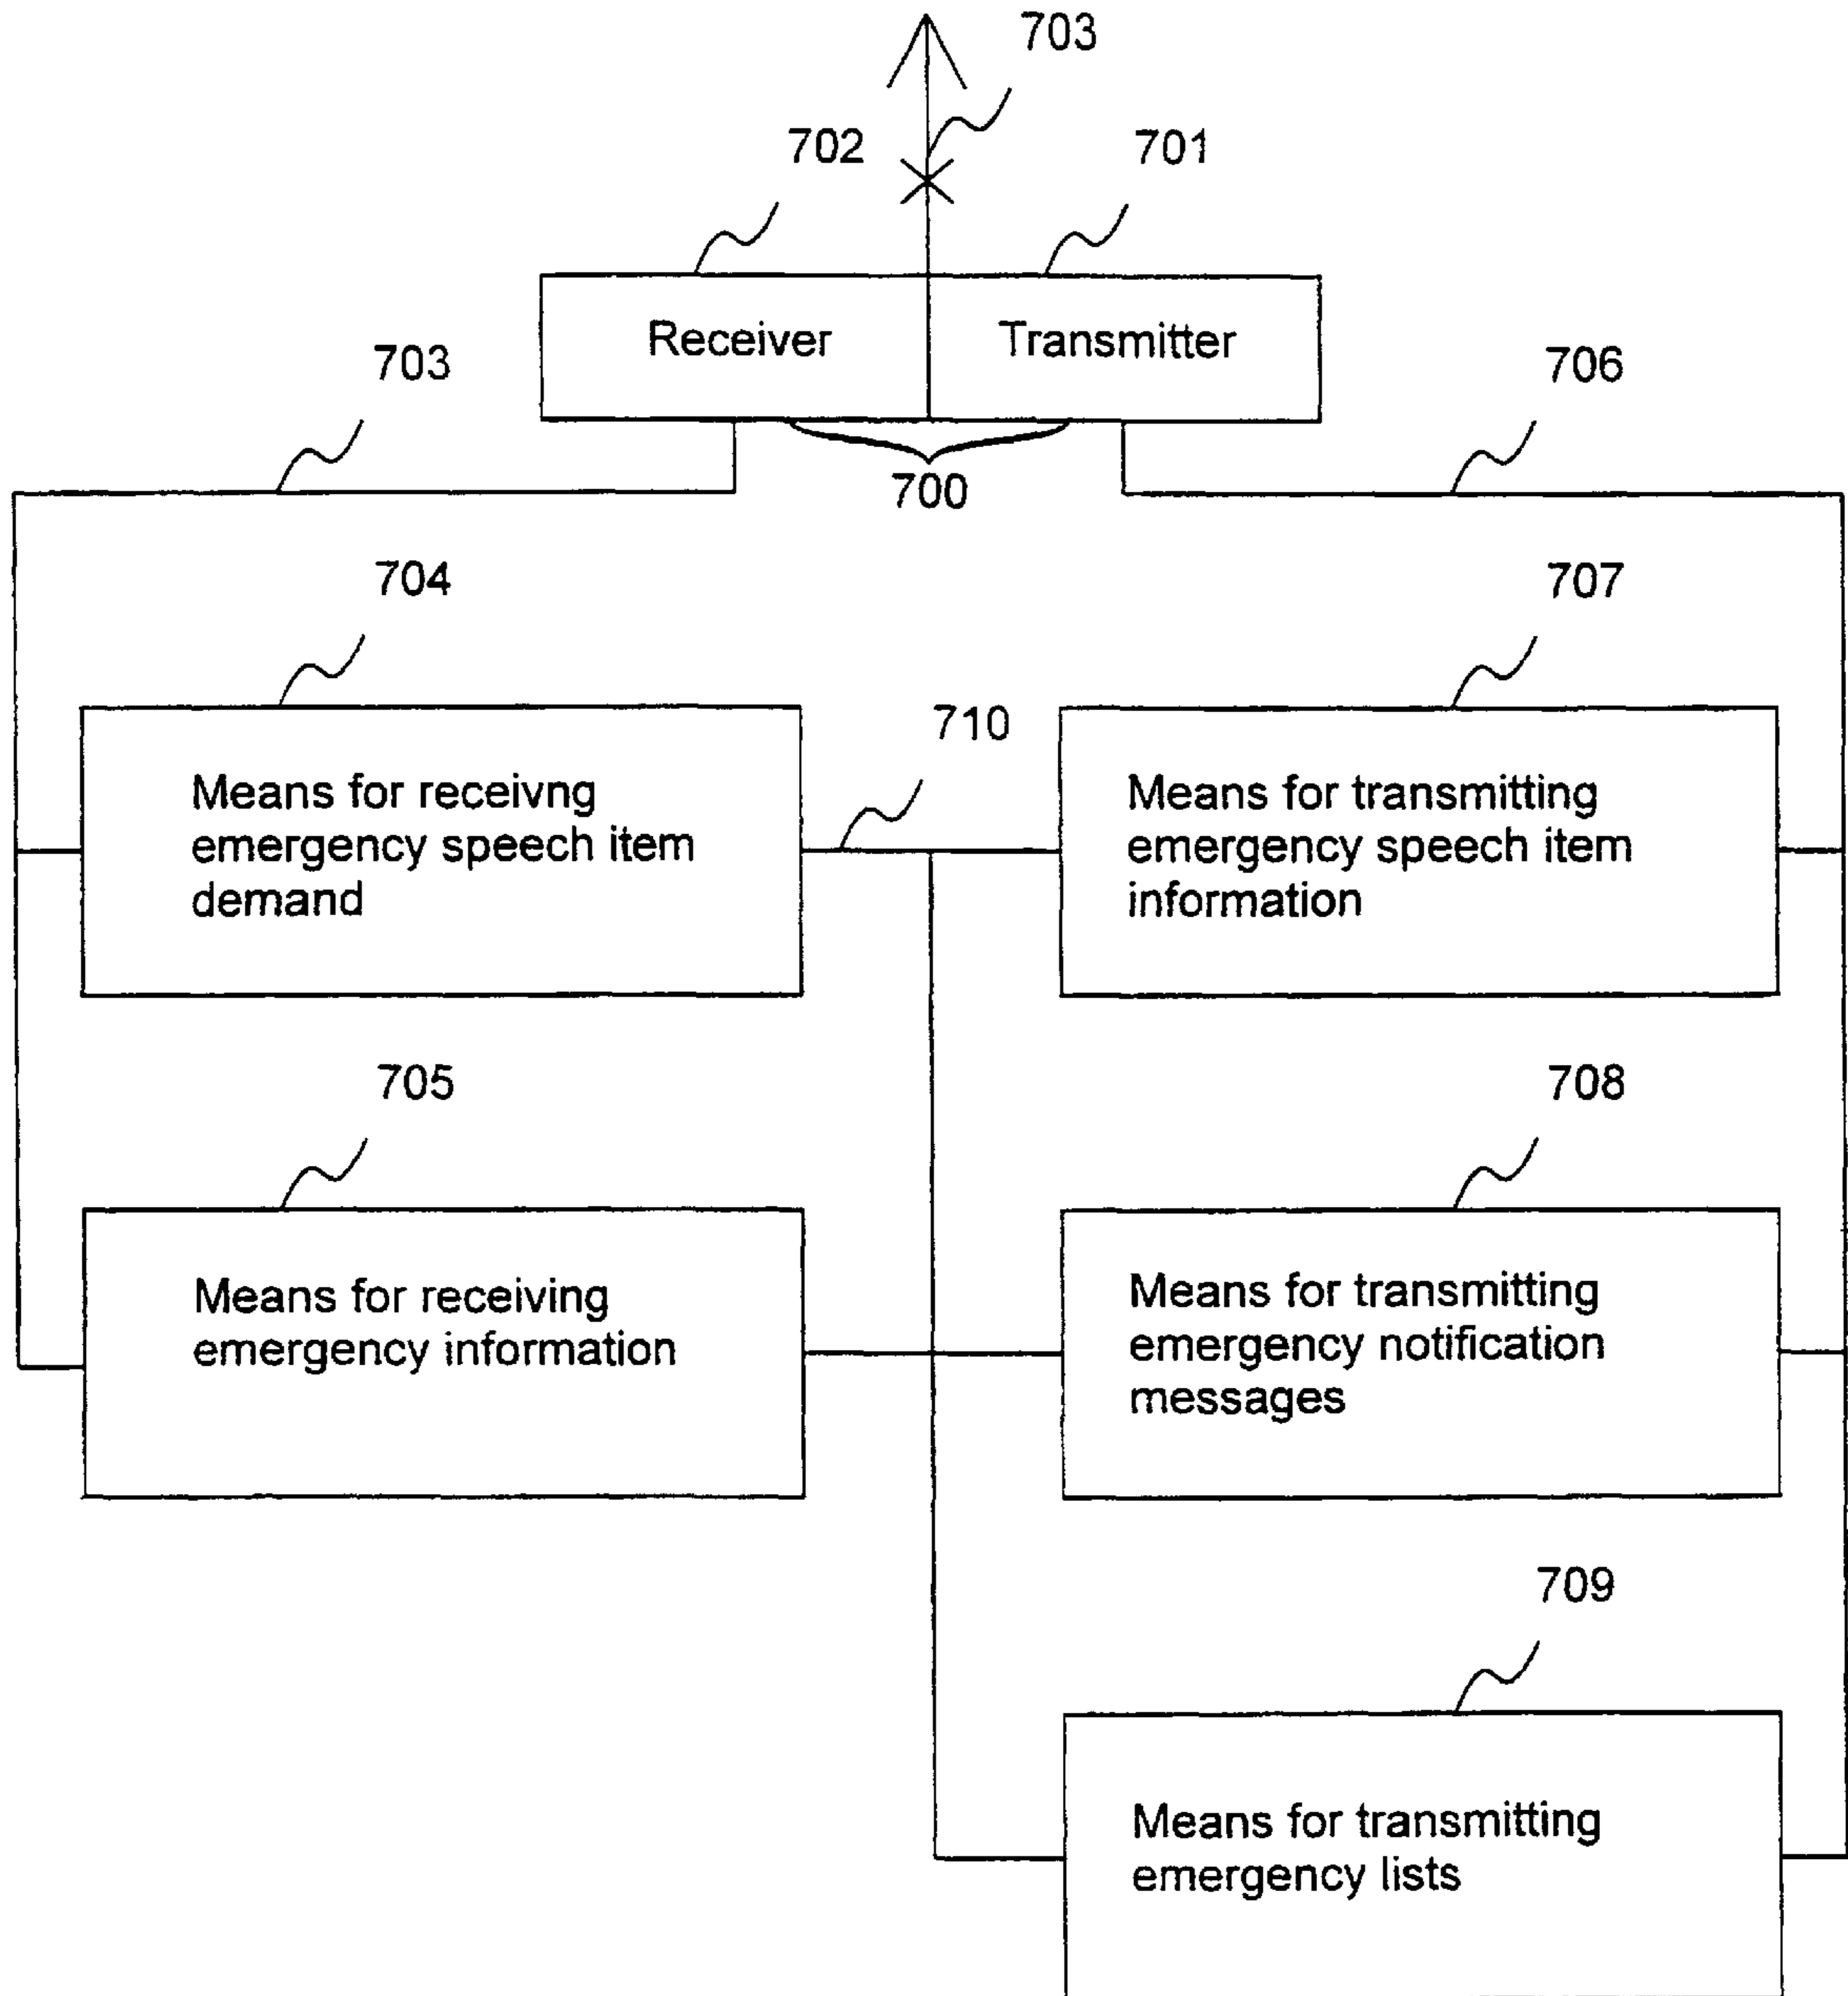 703
702
701
Receiver
Transmitter
703
706
700
704
707
710
Means for receivng
emergency speech item
demand
Means for transmitting
emergency speech item
information
705
708
Means for receiving
emergency information
Means for transmitting
emergency notification
messages
709
Means for transmitting
emergency lists